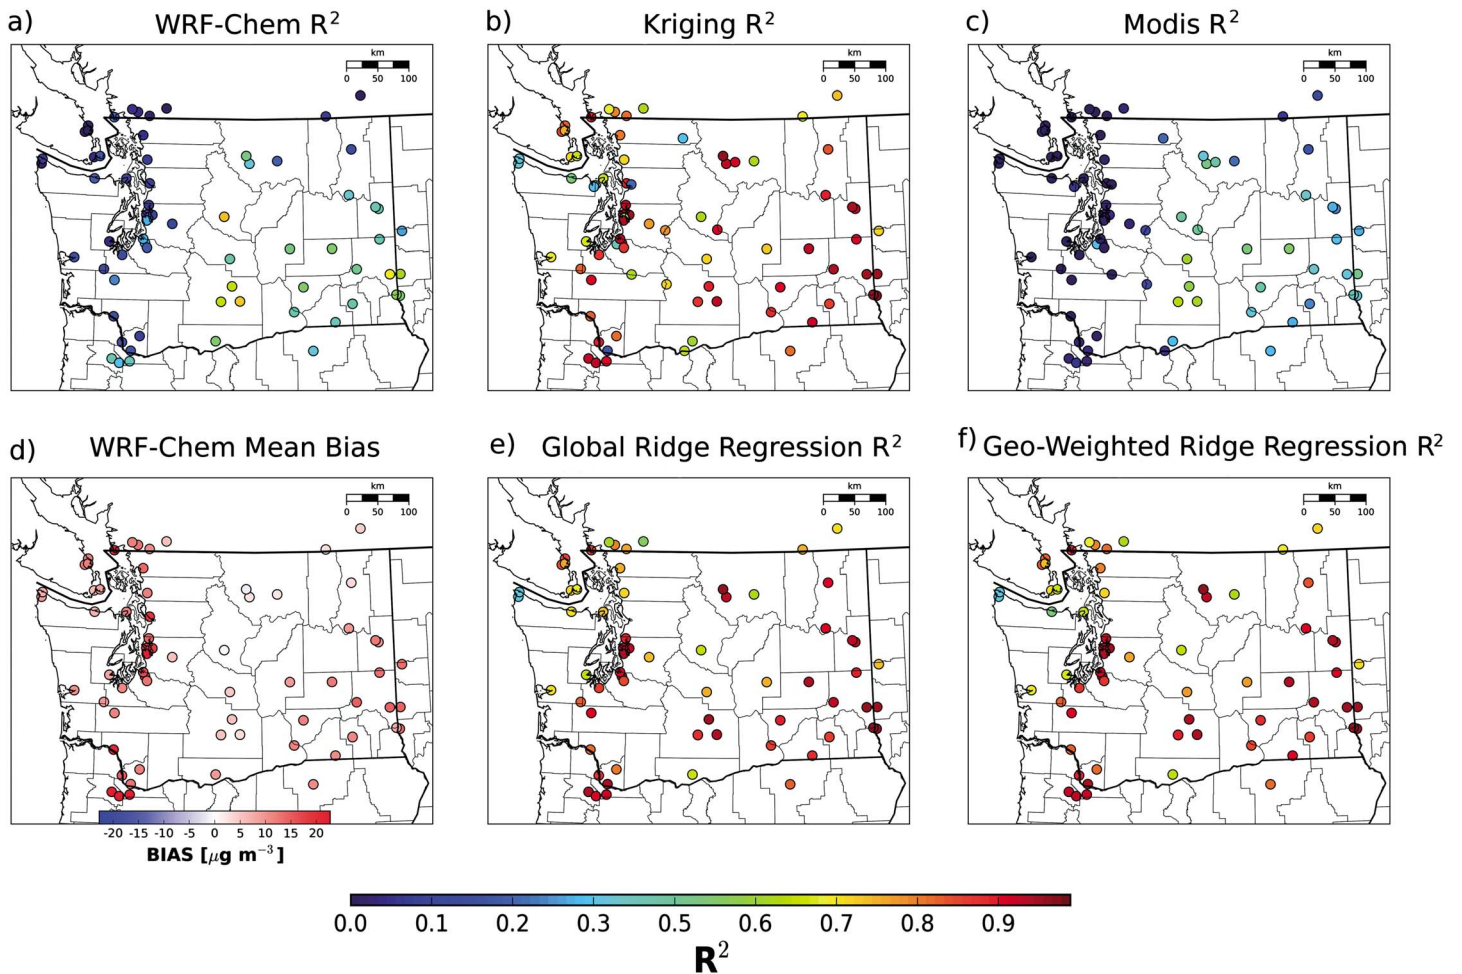 a) WRF-Chem R²
km
0 50 100
b) Kriging R²
km
0 50 100
c) Modis R²
km
0 50 100
d) WRF-Chem Mean Bias
km
0 50 100
-20 -15 -10 -5 0 5 10 15 20
BIAS [μg m⁻³]
e) Global Ridge Regression R²
km
0 50 100
f) Geo-Weighted Ridge Regression R²
km
0 50 100
0.0 0.1 0.2 0.3 0.4 0.5 0.6 0.7 0.8 0.9
R²